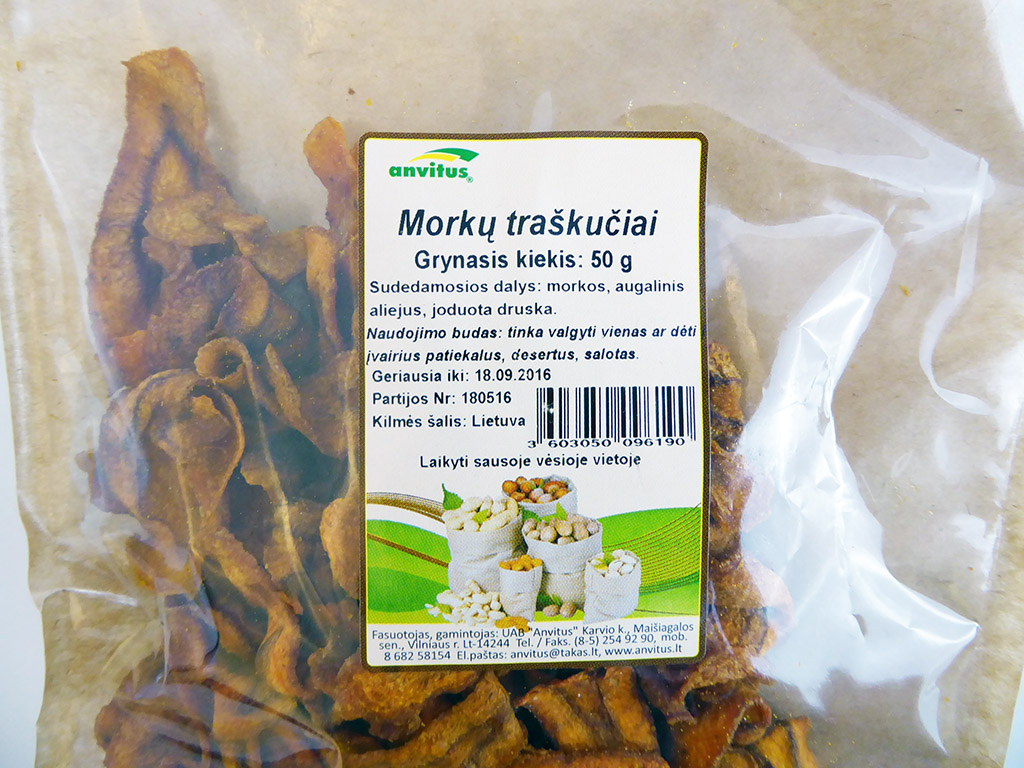 anvitus®
Morkų traškučiai
Grynasis kiekis: 50 g
Sudedamosios dalys: morkos, augalinis
aliejus, joduota druska.
Naudojimo budas: tinka valgyti vienas ar dėti
įvairius patiekalus, desertus, salotas.
Geriausia iki: 18.09.2016
Partijos Nr: 180516
Kilmės šalis: Lietuva
3 603050 096190
Laikyti sausoje vėsioje vietoje
Fasuotojas, gamintojas: UAB "Anvitus" Karvio k., Maišiagalos
sen., Vilniaus r. Lt-14244 Tel. / Faks. (8-5) 254 92 90, mob.
8 682 58154 El.paštas: anvitus@takas.lt, www.anvitus.lt